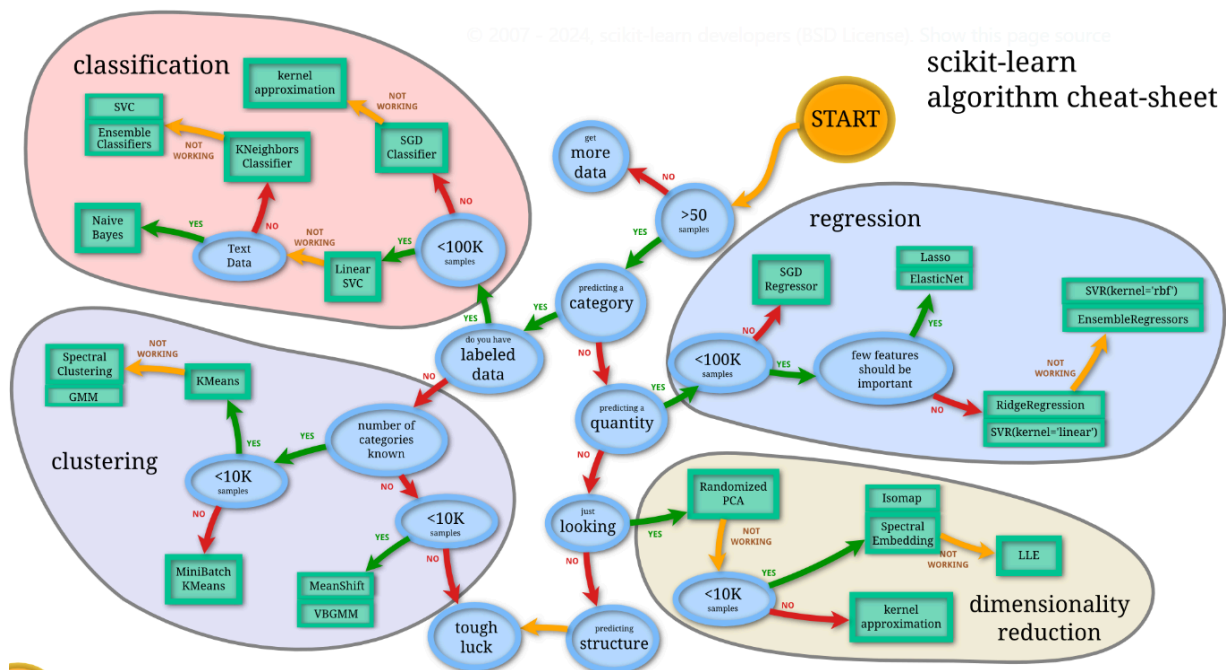 © 2007 - 2024, scikit-learn developers (BSD License). Show this page source
scikit-learn
algorithm cheat-sheet
START
get
more
data
NO
>50
samples
YES
predicting a
category
YES
NO
do you have
labeled
data
YES
NO
predicting a
quantity
YES
NO
just
looking
YES
NO
predicting
structure
tough
luck
classification
kernel
approximation
NOT
WORKING
SGD
Classifier
NO
<100K
samples
YES
Linear
SVC
NOT
WORKING
Text
Data
YES
Naive
Bayes
NO
KNeighbors
Classifier
NOT
WORKING
SVC
Ensemble
Classifiers
clustering
number of
categories
known
YES
NO
<10K
samples
YES
KMeans
NOT
WORKING
Spectral
Clustering
GMM
NO
MiniBatch
KMeans
<10K
samples
YES
MeanShift
VBGMM
NO
regression
<100K
samples
NO
SGD
Regressor
YES
few features
should be
important
YES
Lasso
ElasticNet
NO
RidgeRegression
SVR(kernel='linear')
NOT
WORKING
SVR(kernel='rbf')
EnsembleRegressors
dimensionality
reduction
Randomized
PCA
NOT
WORKING
<10K
samples
YES
Isomap
Spectral
Embedding
NOT
WORKING
LLE
NO
kernel
approximation